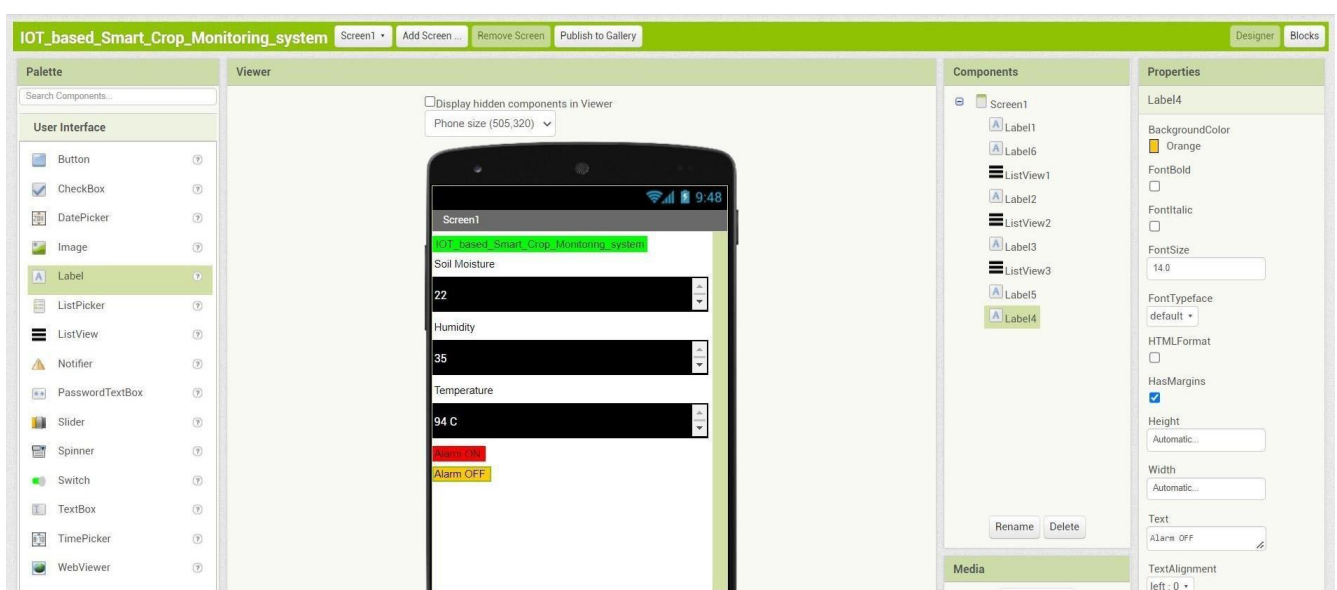 IOT_based_Smart_Crop_Monitoring_system Screen1 Add Screen ... Remove Screen Publish to Gallery Designer Blocks
Palette
Search Components...
User Interface
Button
CheckBox
DatePicker
Image
Label
ListPicker
ListView
Notifier
PasswordTextBox
Slider
Spinner
Switch
TextBox
TimePicker
WebViewer
Viewer
Display hidden components in Viewer
Phone size (505,320)
9:48
Screen1
IOT_based_Smart_Crop_Monitoring_system
Soil Moisture
22
Humidity
35
Temperature
94 C
Alarm ON
Alarm OFF
Components
Screen1
Label1
Label6
ListView1
Label2
ListView2
Label3
ListView3
Label5
Label4
Rename Delete
Media
Properties
Label4
BackgroundColor
Orange
FontBold
FontItalic
FontSize
14.0
FontTypeface
default
HTMLFormat
HasMargins
Height
Automatic...
Width
Automatic...
Text
Alarm OFF
TextAlignment
left : 0